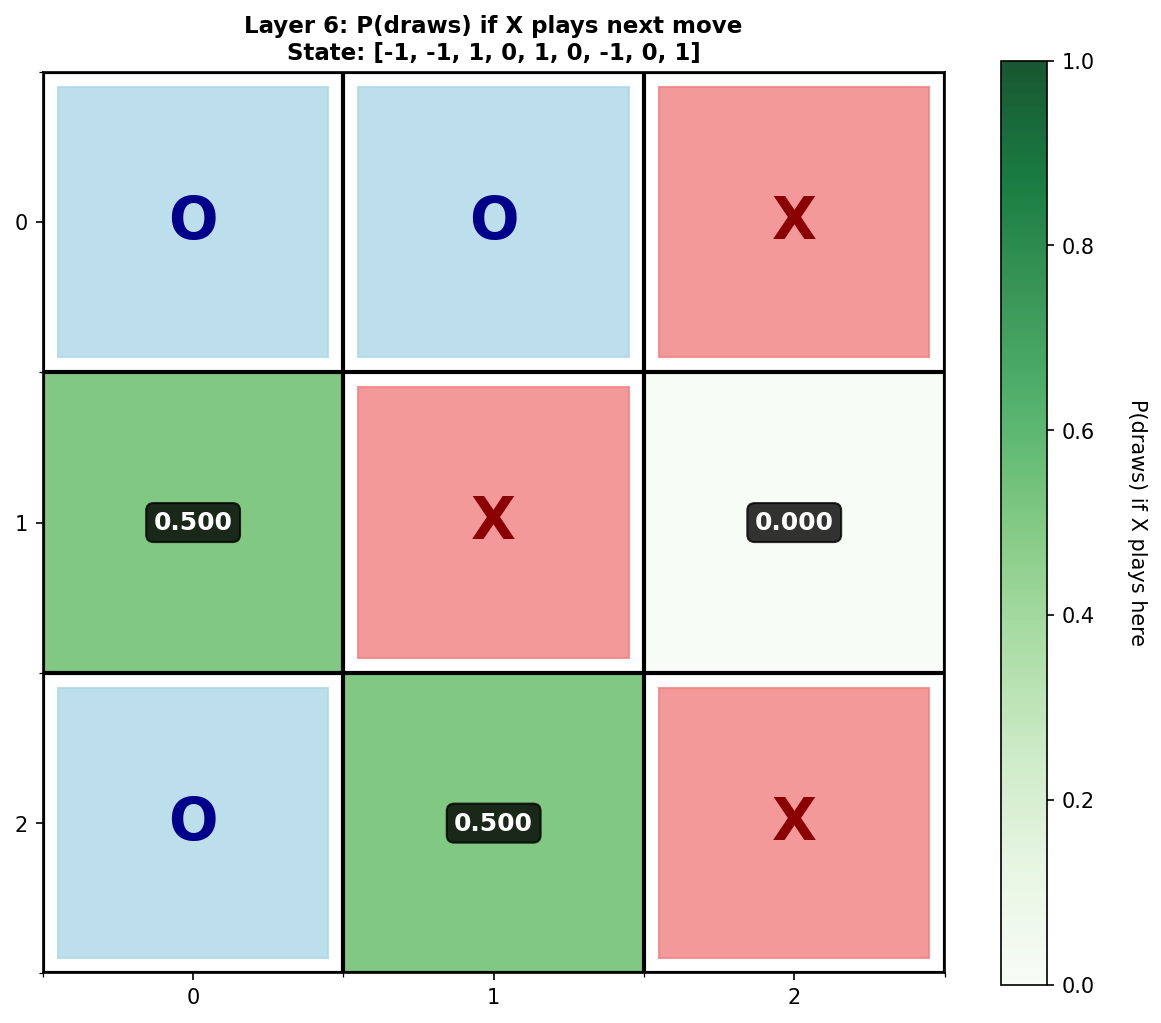 Layer 6: P(draws) if X plays next move
State: [-1, -1, 1, 0, 1, 0, -1, 0, 1]
0
O
O
X
1
0.500
X
0.000
2
O
0.500
X
0
1
2
1.0
0.8
0.6
0.4
0.2
0.0
P(draws) if X plays here